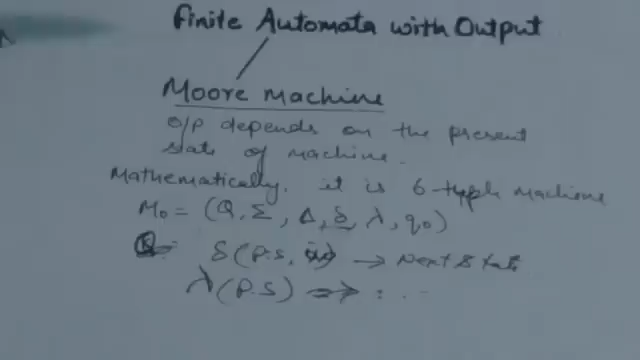 Finite Automata with Output
Moore machine
O/P depends on the present
state of machine.
Mathematically, it is 6-tuple machine
M₀ = (Q, Σ, Δ, δ, λ, q₀)
δ(P.S, → Next State
λ(P.S) ⇒